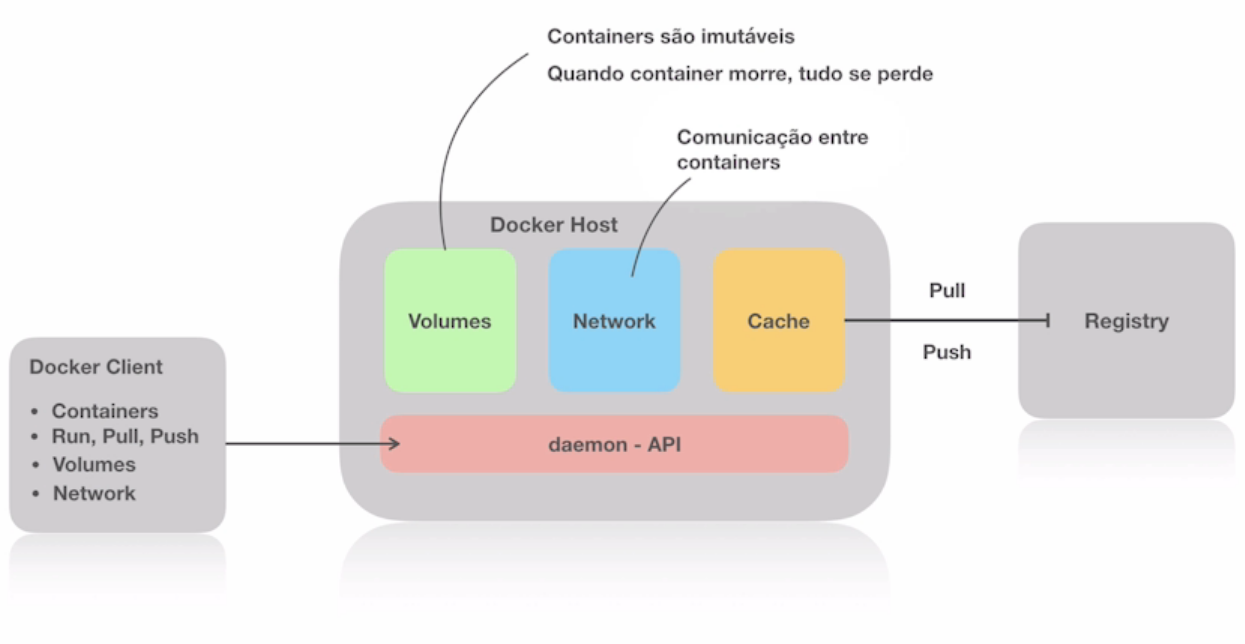 Containers são imutáveis
Quando container morre, tudo se perde
Comunicação entre
containers
Docker Host
Volumes
Network
Cache
daemon - API
Pull
Push
Registry
Docker Client
• Containers
• Run, Pull, Push
• Volumes
• Network